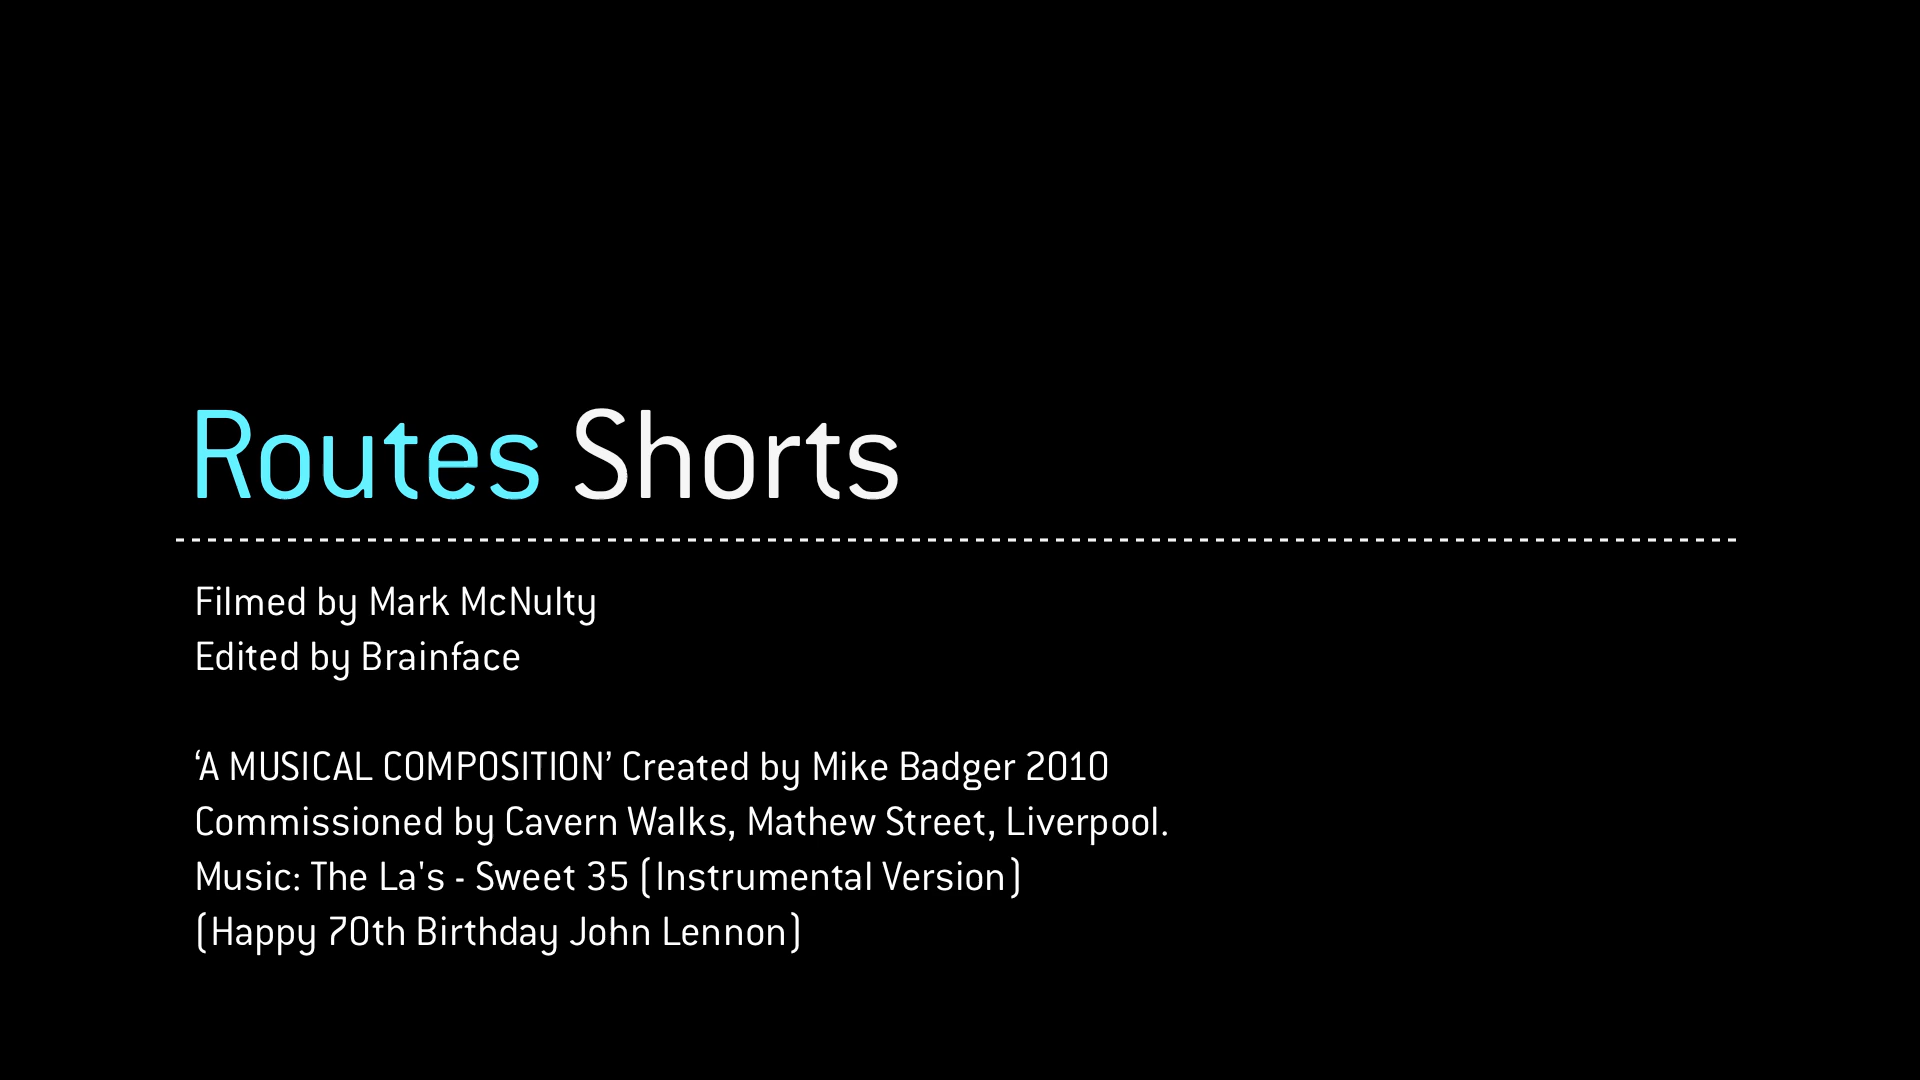 Routes Shorts
Filmed by Mark McNulty
Edited by Brainface
‘A MUSICAL COMPOSITION’ Created by Mike Badger 2010
Commissioned by Cavern Walks, Mathew Street, Liverpool.
Music: The La's - Sweet 35 (Instrumental Version)
(Happy 70th Birthday John Lennon)